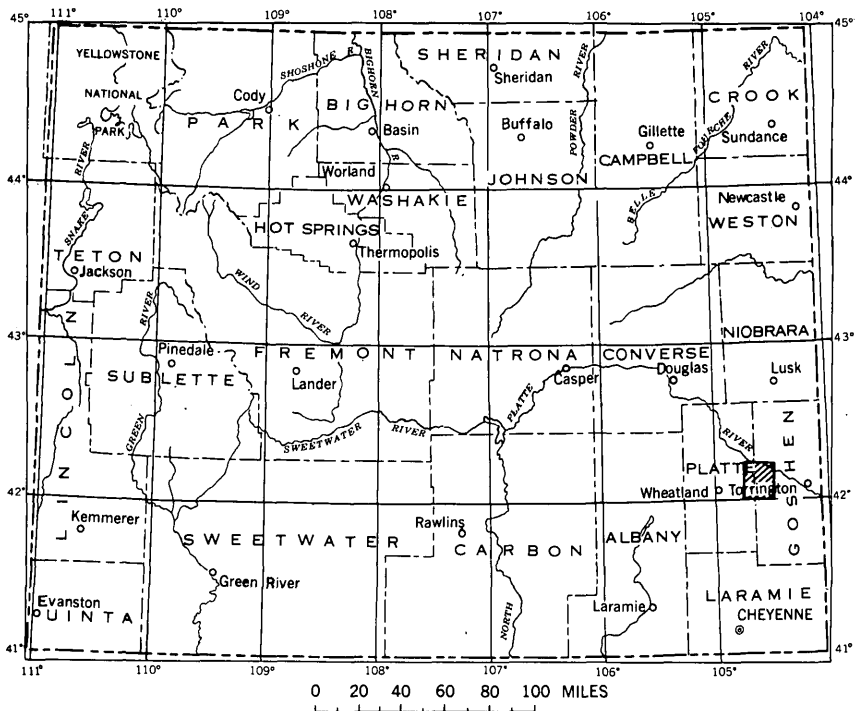 111° 110° 109° 108° 107° 106° 105° 104°
45° 45°
YELLOWSTONE
NATIONAL
PARK
SHOSHONE R
BIGHORN
R
SHERIDAN
Sheridan
POWDER RIVER
RIVER
BELLE FOURCHE
CROOK
Cody
PARK
BIG HORN
Basin
Buffalo
Gillette
CAMPBELL
Sundance
44° 44°
SNAKE RIVER
Worland
WASHAKIE
JOHNSON
Newcastle
WESTON
HOT SPRINGS
Thermopolis
TETON
Jackson
WIND RIVER
43° 43°
GREEN RIVER
Pinedale
SUBLETTE
FREMONT
Lander
NATRONA
Casper
CONVERSE
Douglas
NIOBRARA
Lusk
LINCOLN
SWEETWATER RIVER
PLATTE
RIVER
PLATTE
GOSHEN
42° 42°
Wheatland
Torrington
Kemmerer
SWEETWATER
Rawlins
CARBON
ALBANY
Green River
NORTH
Laramie
LARAMIE
CHEYENNE
Evanston
UINTA
41° 41°
111° 110° 109° 108° 107° 106° 105°
0 20 40 60 80 100 MILES